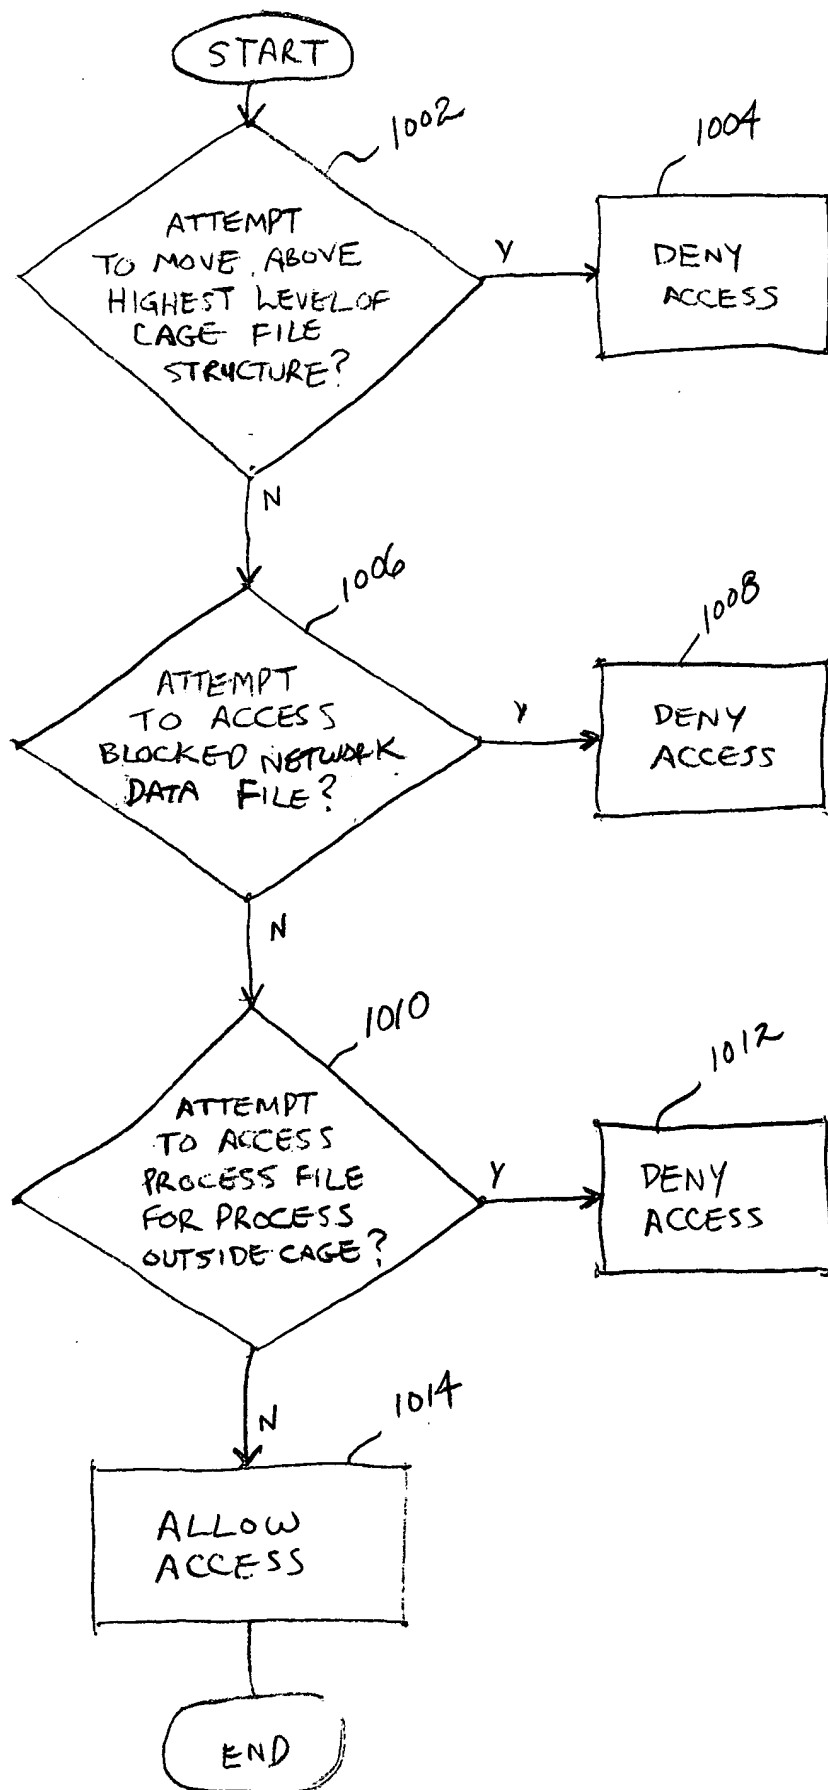 START
1002
ATTEMPT
TO MOVE ABOVE
HIGHEST LEVEL OF
CAGE FILE
STRUCTURE?
Y
1004
DENY
ACCESS
N
1006
ATTEMPT
TO ACCESS
BLOCKED NETWORK
DATA FILE?
Y
1008
DENY
ACCESS
N
1010
ATTEMPT
TO ACCESS
PROCESS FILE
FOR PROCESS
OUTSIDE CAGE?
Y
1012
DENY
ACCESS
N
1014
ALLOW
ACCESS
END